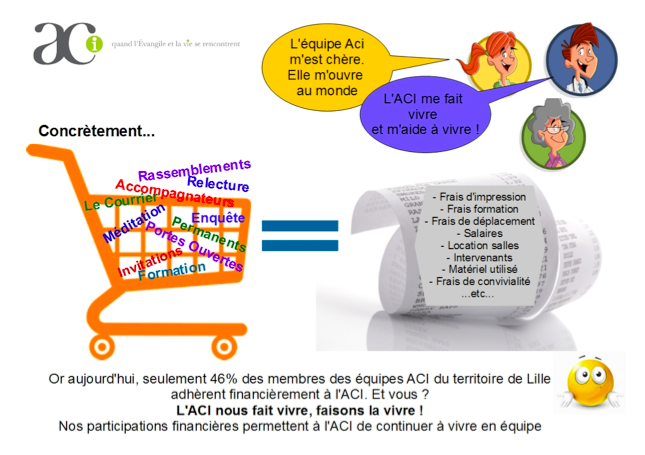 aci
quand l'Évangile et la vie se rencontrent
L'équipe Aci
m'est chère.
Elle m'ouvre
au monde
L'ACI me fait
vivre
et m'aide à vivre !
Concrètement...
Rassemblements
Relecture
Accompagnateurs
Le Courrier
Méditation
Enquête
Permanents
Portes Ouvertes
Invitations
Formation
- Frais d'impression
- Frais formation
- Frais de déplacement
- Salaires
- Location salles
- Intervenants
- Matériel utilisé
- Frais de convivialité
...etc...
Or aujourd'hui, seulement 46% des membres des équipes ACI du territoire de Lille
adhèrent financièrement à l'ACI. Et vous ?
L'ACI nous fait vivre, faisons la vivre !
Nos participations financières permettent à l'ACI de continuer à vivre en équipe